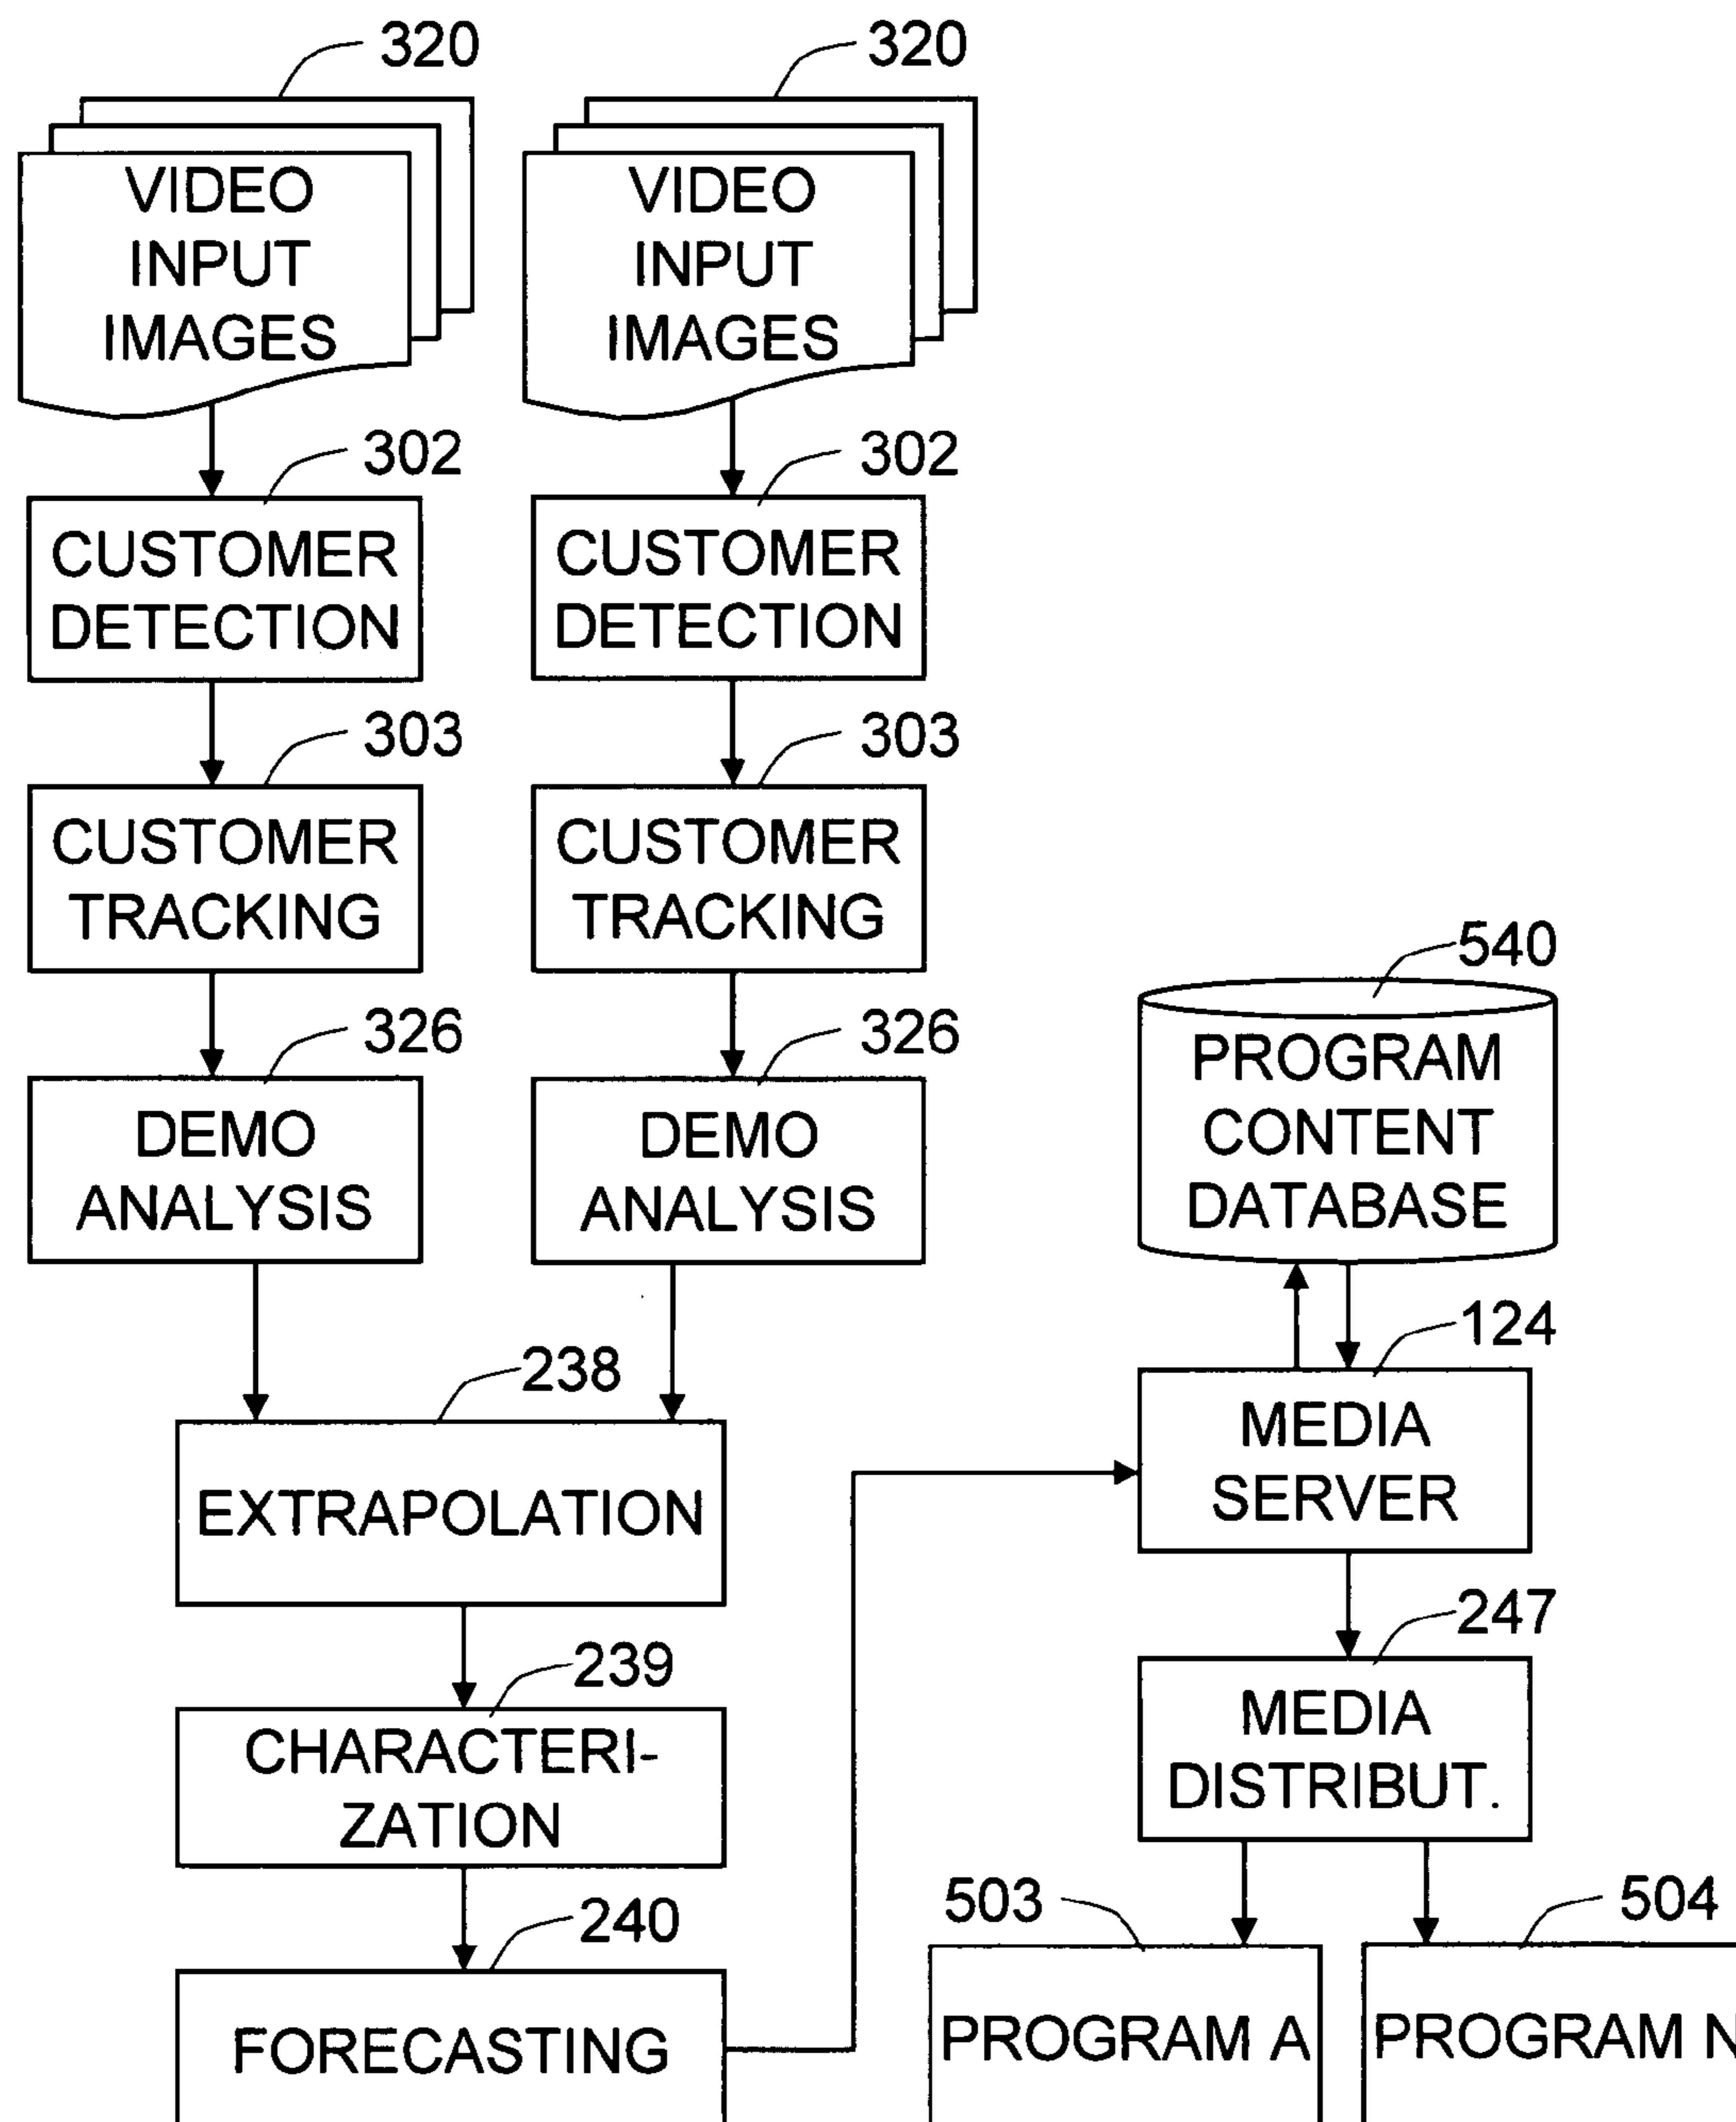 320
320
VIDEO
INPUT
IMAGES
VIDEO
INPUT
IMAGES
302
302
CUSTOMER
DETECTION
CUSTOMER
DETECTION
303
303
CUSTOMER
TRACKING
CUSTOMER
TRACKING
326
326
DEMO
ANALYSIS
DEMO
ANALYSIS
540
PROGRAM
CONTENT
DATABASE
238
EXTRAPOLATION
124
MEDIA
SERVER
239
CHARACTERI-
ZATION
247
MEDIA
DISTRIBUT.
240
FORECASTING
503
PROGRAM A
504
PROGRAM N